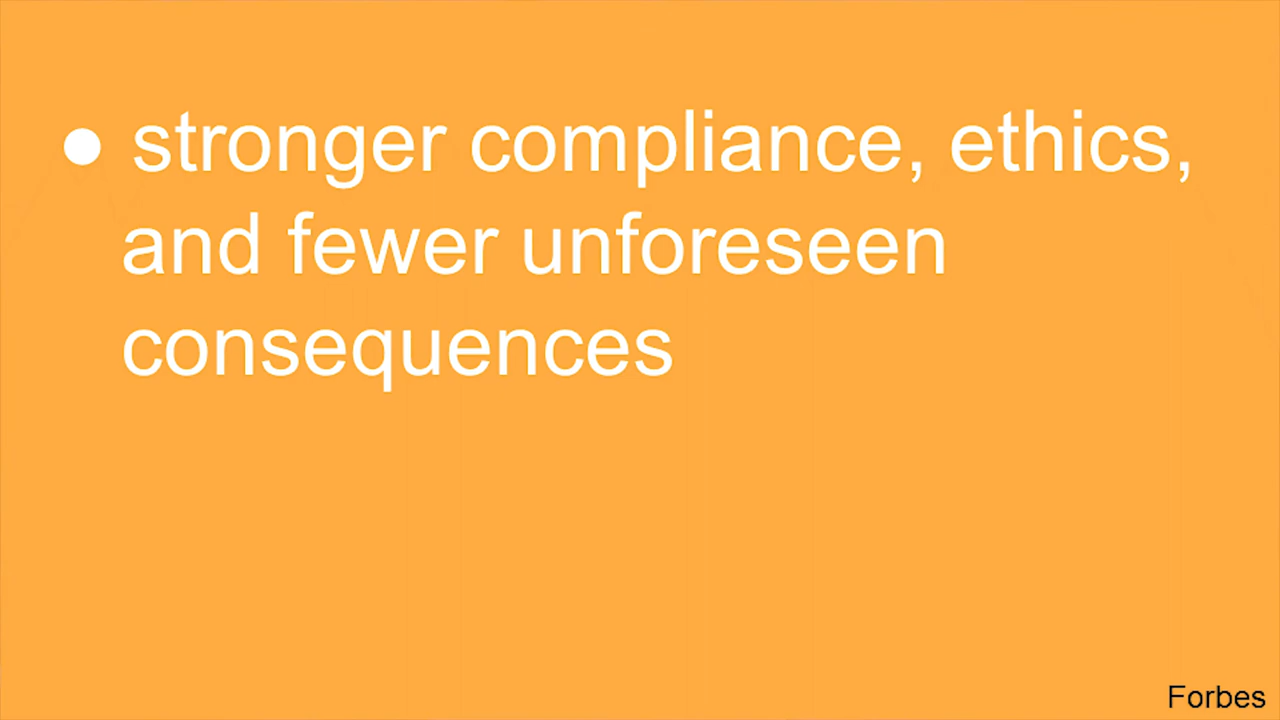 ● stronger compliance, ethics,
and fewer unforeseen
consequences
Forbes